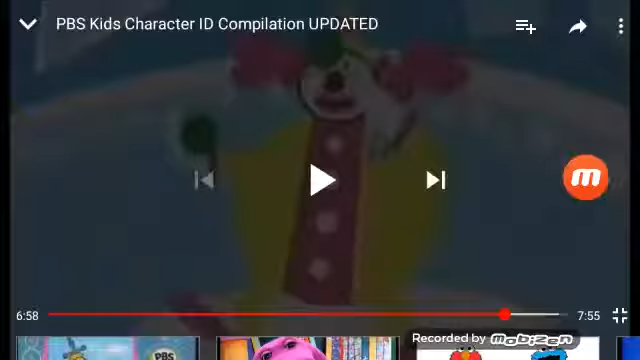 PBS Kids Character ID Compilation UPDATED
6:58
7:55
Recorded by mobizen
PBS